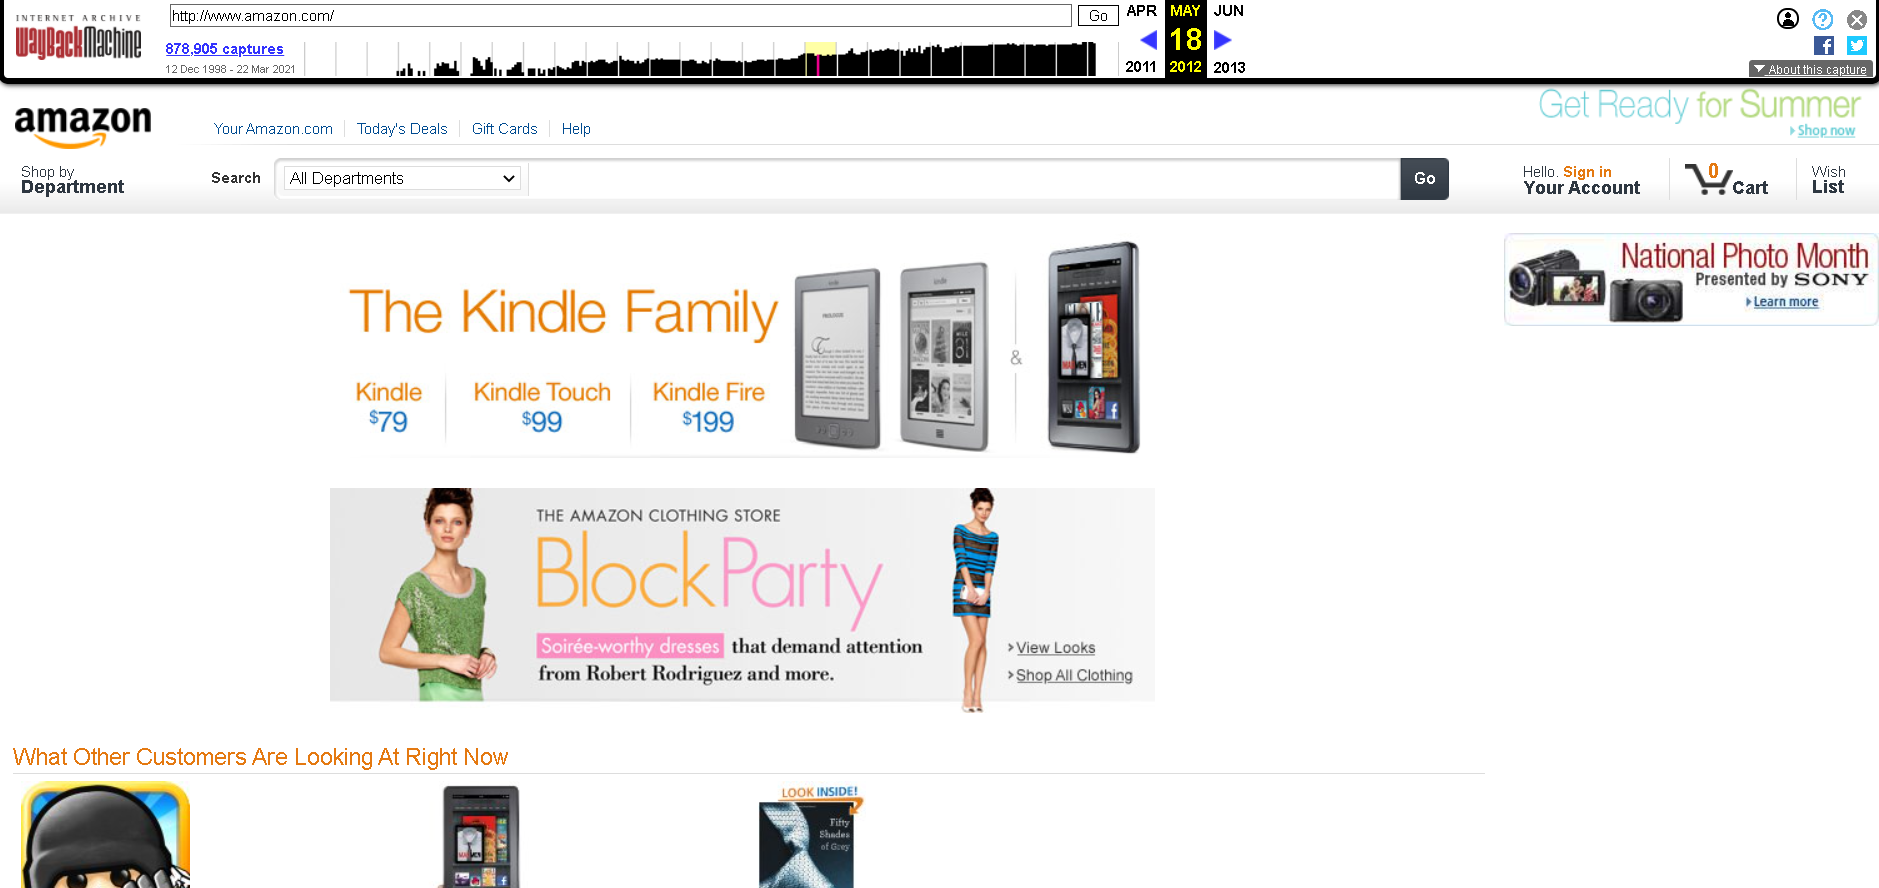 INTERNET ARCHIVE
WayBackMachine
http://www.amazon.com/
Go
878,905 captures
12 Dec 1998 - 22 Mar 2021
APR MAY JUN
18
2011 2012 2013
f
About this capture
amazon
Your Amazon.com
Today's Deals
Gift Cards
Help
Get Ready for Summer
Shop now
Shop by
Department
Search
All Departments
Go
Hello. Sign in
Your Account
0
Cart
Wish
List
The Kindle Family
Kindle
$79
Kindle Touch
$99
Kindle Fire
$199
kindle
PROLOGUE
kindle
&
National Photo Month
Presented by SONY
Learn more
THE AMAZON CLOTHING STORE
BlockParty
Soirée-worthy dresses that demand attention
from Robert Rodriguez and more.
View Looks
Shop All Clothing
What Other Customers Are Looking At Right Now
LOOK INSIDE!
Fifty
Shades
of Grey